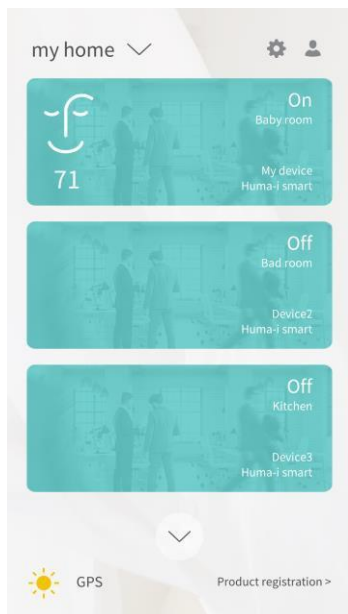 my home
On
Baby room
71
My device
Huma-i smart
Off
Bad room
Device2
Huma-i smart
Off
Kitchen
Device3
Huma-i smart
GPS
Product registration >